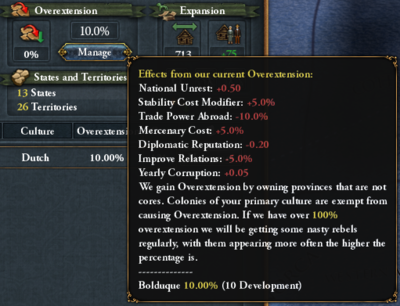 Overextension
Expansion
10.0%
0%
Manage
713
+75
States and Territories
13 States
26 Territories
Culture
Overextensi
Dutch
10.00%
Effects from our current Overextension:
National Unrest: +0.50
Stability Cost Modifier: +5.0%
Trade Power Abroad: -10.0%
Mercenary Cost: +5.0%
Diplomatic Reputation: -0.20
Improve Relations: -5.0%
Yearly Corruption: +0.05
We gain Overextension by owning provinces that are
not cores. Colonies of your primary culture are exempt from
causing Overextension. If we have over 100%
overextension we will be getting some nasty rebels
regularly, with them appearing more often the higher the
percentage is.
--------------
Bolduque 10.00% (10 Development)